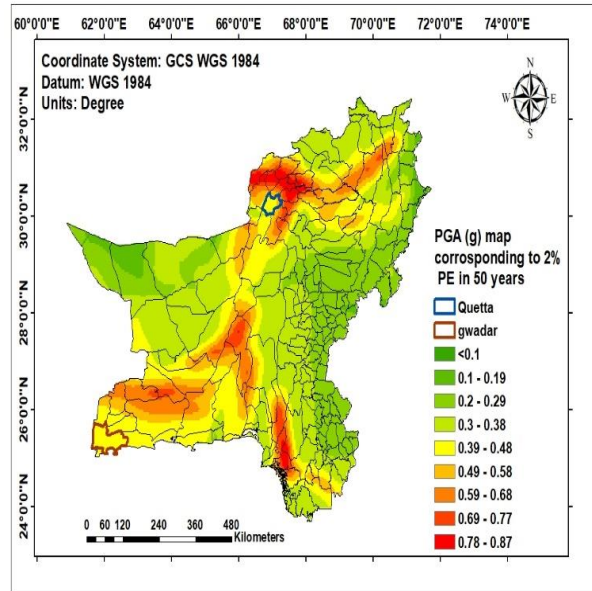 60°0'0"E 62°0'0"E 64°0'0"E 66°0'0"E 68°0'0"E 70°0'0"E 72°0'0"E 74°0'0"E
Coordinate System: GCS WGS 1984
Datum: WGS 1984
Units: Degree
N
W E
S
32°0'0"N
30°0'0"N
28°0'0"N
26°0'0"N
24°0'0"N
PGA (g) map
corrosponding to 2%
PE in 50 years
Quetta
gwadar
<0.1
0.1 - 0.19
0.2 - 0.29
0.3 - 0.38
0.39 - 0.48
0.49 - 0.58
0.59 - 0.68
0.69 - 0.77
0.78 - 0.87
0 60 120 240 360 480
Kilometers